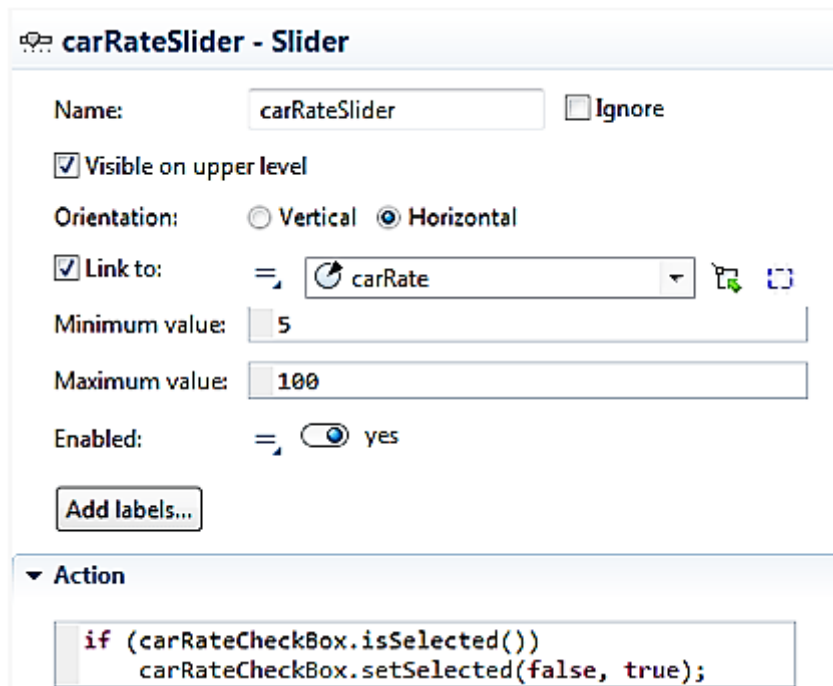 carRateSlider - Slider
Name: carRateSlider Ignore
Visible on upper level
Orientation: Vertical Horizontal
Link to: carRate
Minimum value: 5
Maximum value: 100
Enabled: yes
Add labels...
Action
if (carRateCheckBox.isSelected())
carRateCheckBox.setSelected(false, true);